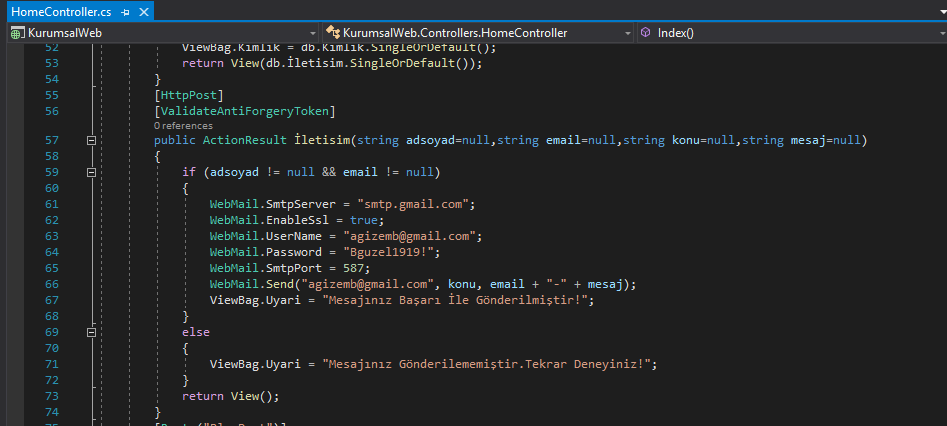 HomeController.cs
KurumsalWeb KurumsalWeb.Controllers.HomeController Index()
52 ViewBag.Kimlik = db.Kimlik.SingleOrDefault();
53 return View(db.İletisim.SingleOrDefault());
54 }
55 [HttpPost]
56 [ValidateAntiForgeryToken]
0 references
57 public ActionResult İletisim(string adsoyad=null,string email=null,string konu=null,string mesaj=null)
58 {
59 if (adsoyad != null && email != null)
60 {
61 WebMail.SmtpServer = "smtp.gmail.com";
62 WebMail.EnableSsl = true;
63 WebMail.UserName = "agizemb@gmail.com";
64 WebMail.Password = "Bguzel1919!";
65 WebMail.SmtpPort = 587;
66 WebMail.Send("agizemb@gmail.com", konu, email + "-" + mesaj);
67 ViewBag.Uyari = "Mesajınız Başarı İle Gönderilmiştir!";
68 }
69 else
70 {
71 ViewBag.Uyari = "Mesajınız Gönderilememiştir.Tekrar Deneyiniz!";
72 }
73 return View();
74 }